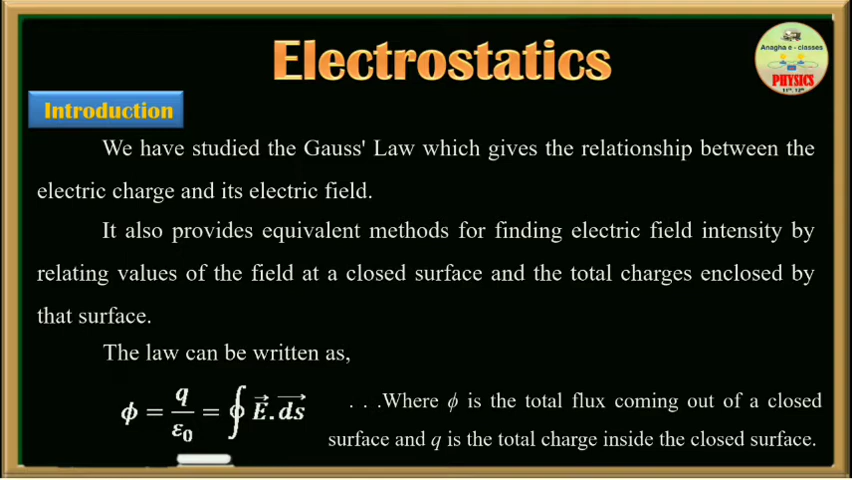 Electrostatics
Anagha e - classes
PHYSICS
11th, 12th
Introduction
We have studied the Gauss' Law which gives the relationship between the
electric charge and its electric field.
It also provides equivalent methods for finding electric field intensity by
relating values of the field at a closed surface and the total charges enclosed by
that surface.
The law can be written as,
ϕ = q/ε₀ = ∮ E⃗ . d͞s⃗
. . .Where ϕ is the total flux coming out of a closed
surface and q is the total charge inside the closed surface.